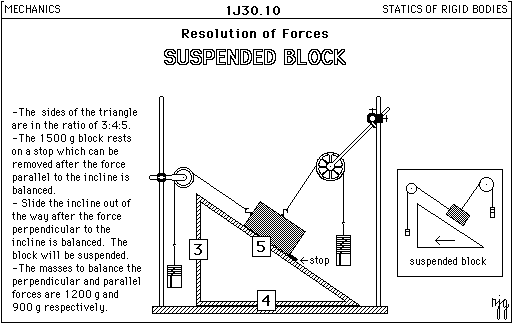 MECHANICS
1J30.10
STATICS OF RIGID BODIES
Resolution of Forces
SUSPENDED BLOCK
-The sides of the triangle
are in the ratio of 3:4:5.
-The 1500 g block rests
on a stop which can be
removed after the force
parallel to the incline is
balanced.
- Slide the incline out of
the way after the force
perpendicular to the
incline is balanced. The
block will be suspended.
-The masses to balance the
perpendicular and parallel
forces are 1200 g and
900 g respectively.
3
5
stop
4
suspended block